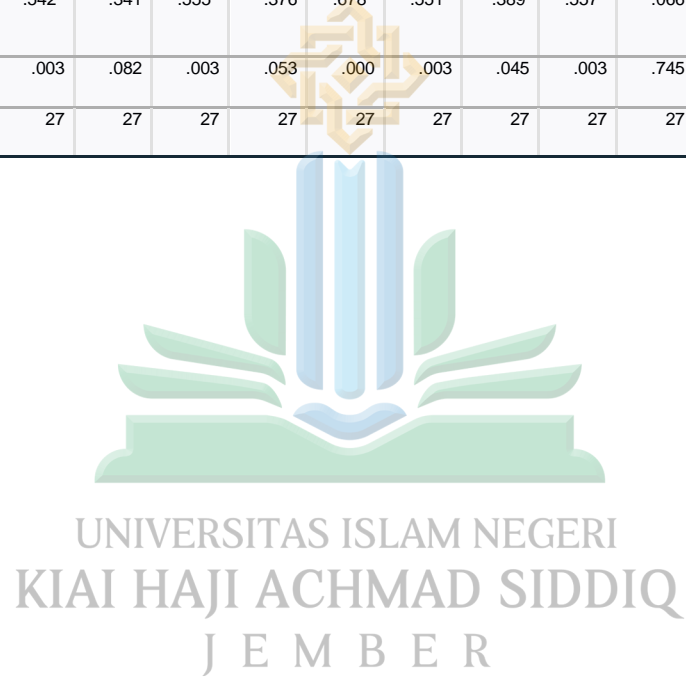 .003 .082 .003 .053 .000 .003 .045 .003 .745
27 27 27 27 27 27 27 27 27
UNIVERSITAS ISLAM NEGERI
KIAI HAJI ACHMAD SIDDIQ
JEMBER